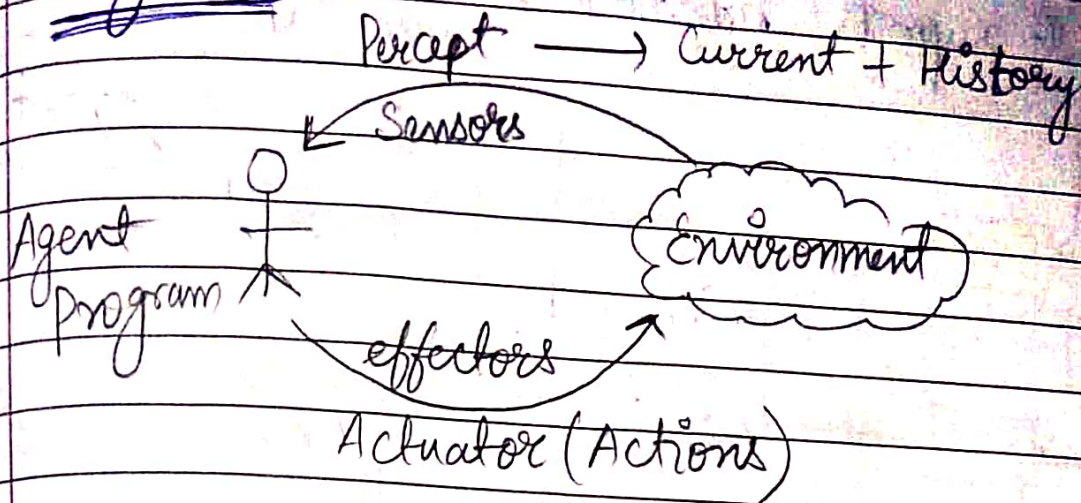 Percept → Current + History
Sensors
Environment
Agent
Program
effectors
Actuator (Actions)